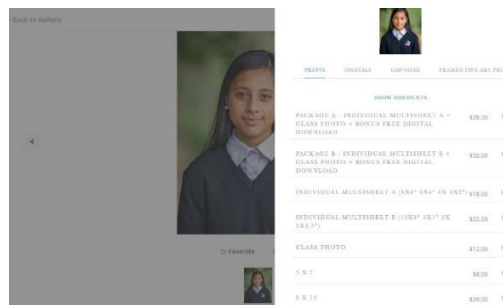 Back to Gallery
Favorite
PRINTS DIGITALS CANVASES FRAMED FINE ART
SHOW DISCOUNTS
PACKAGE A - INDIVIDUAL MULTISHEET A +
CLASS PHOTO + BONUS FREE DIGITAL
DOWNLOAD
$28.00
PACKAGE B - INDIVIDUAL MULTISHEET B +
CLASS PHOTO + BONUS FREE DIGITAL
DOWNLOAD
$32.00
INDIVIDUAL MULTISHEET A
$18.00
INDIVIDUAL MULTISHEET B
$22.00
CLASS PHOTO
$12.00
5 X 7
$8.00
$20.00